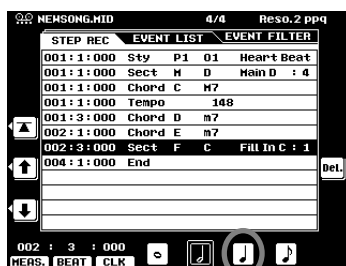 NEWSONG.MID 4/4 Reso.2 ppq
STEP REC EVENT LIST EVENT FILTER
001:1:000 Sty P1 01 Heart Beat
001:1:000 Sect M D Main D : 4
001:1:000 Chord C M7
001:1:000 Tempo 148
001:3:000 Chord D m7
002:1:000 Chord E m7
002:3:000 Sect F C Fill In C : 1
004:1:000 End
Del.
002 : 3 : 000
MEAS. BEAT CLK